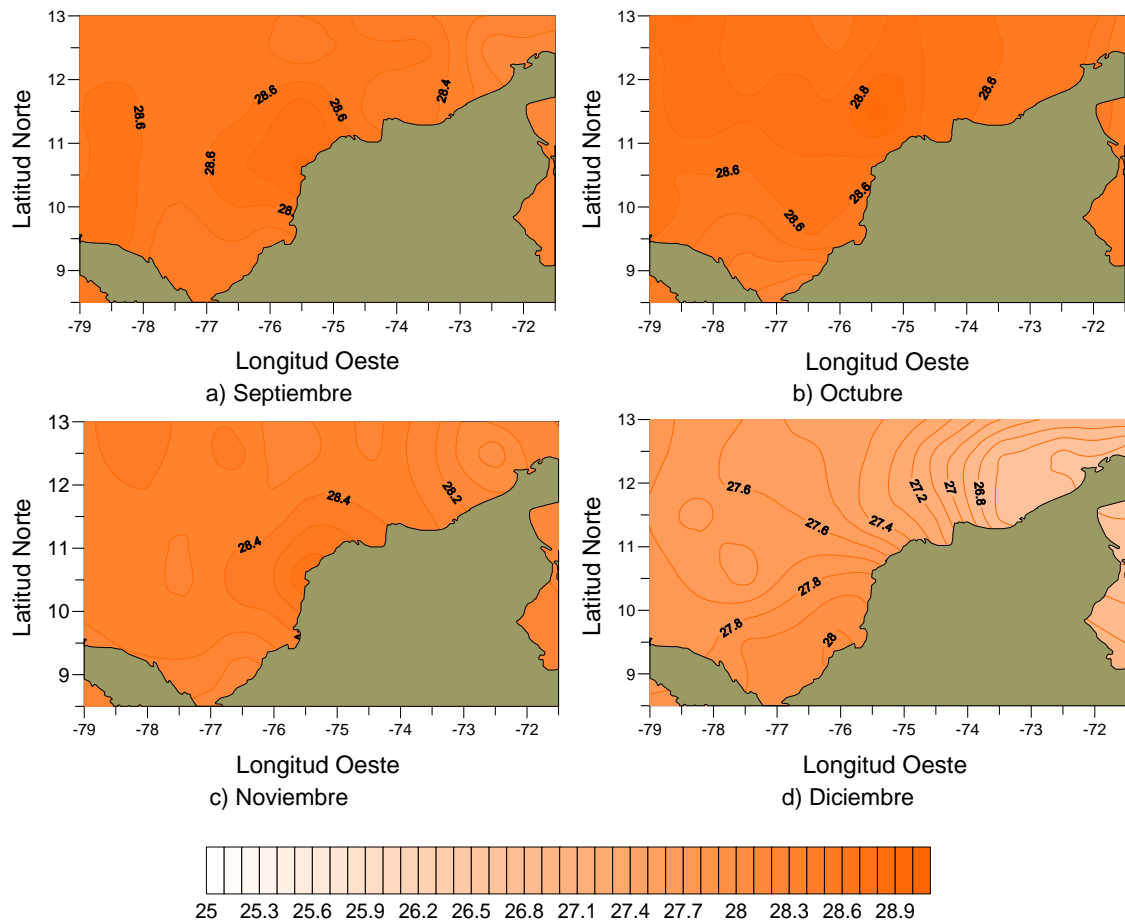 13
12
11
10
9
Latitud Norte
28.6
28.6
28.6
28.6
28.4
28.
-79 -78 -77 -76 -75 -74 -73 -72
Longitud Oeste
a) Septiembre
13
12
11
10
9
Latitud Norte
28.8
28.6
28.6
28.6
28.6
-79 -78 -77 -76 -75 -74 -73 -72
Longitud Oeste
b) Octubre
13
12
11
10
9
Latitud Norte
28.4
28.2
28.4
-79 -78 -77 -76 -75 -74 -73 -72
Longitud Oeste
c) Noviembre
13
12
11
10
9
Latitud Norte
27.6
27.2
27
26.8
27.6
27.4
27.8
27.8
28
-79 -78 -77 -76 -75 -74 -73 -72
Longitud Oeste
d) Diciembre
25 25.3 25.6 25.9 26.2 26.5 26.8 27.1 27.4 27.7 28 28.3 28.6 28.9